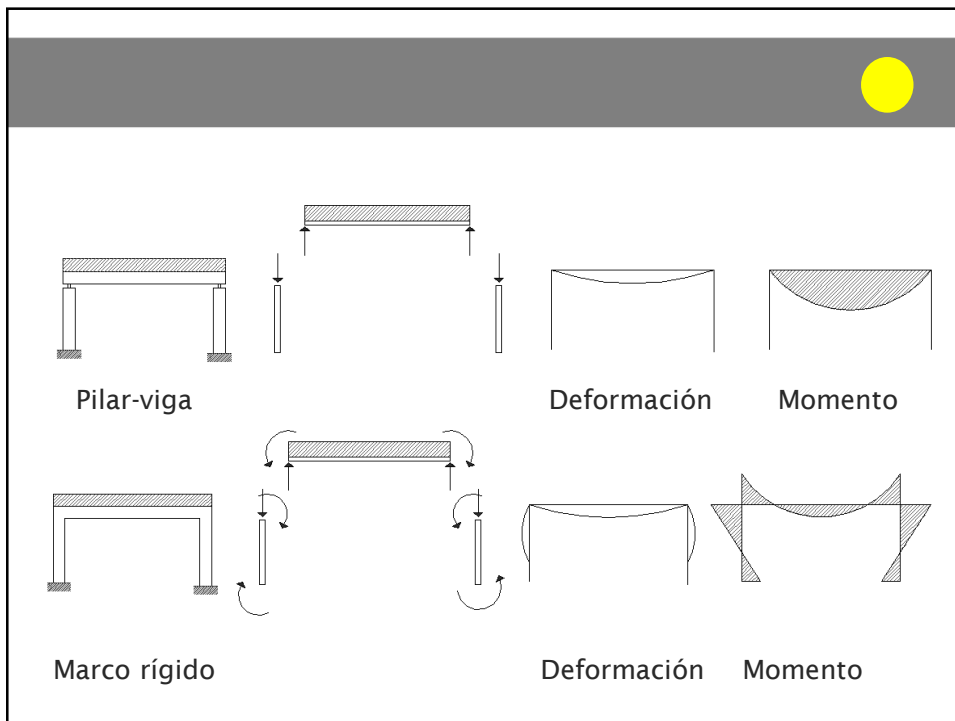 Pilar-viga
Deformación
Momento
Marco rígido
Deformación
Momento